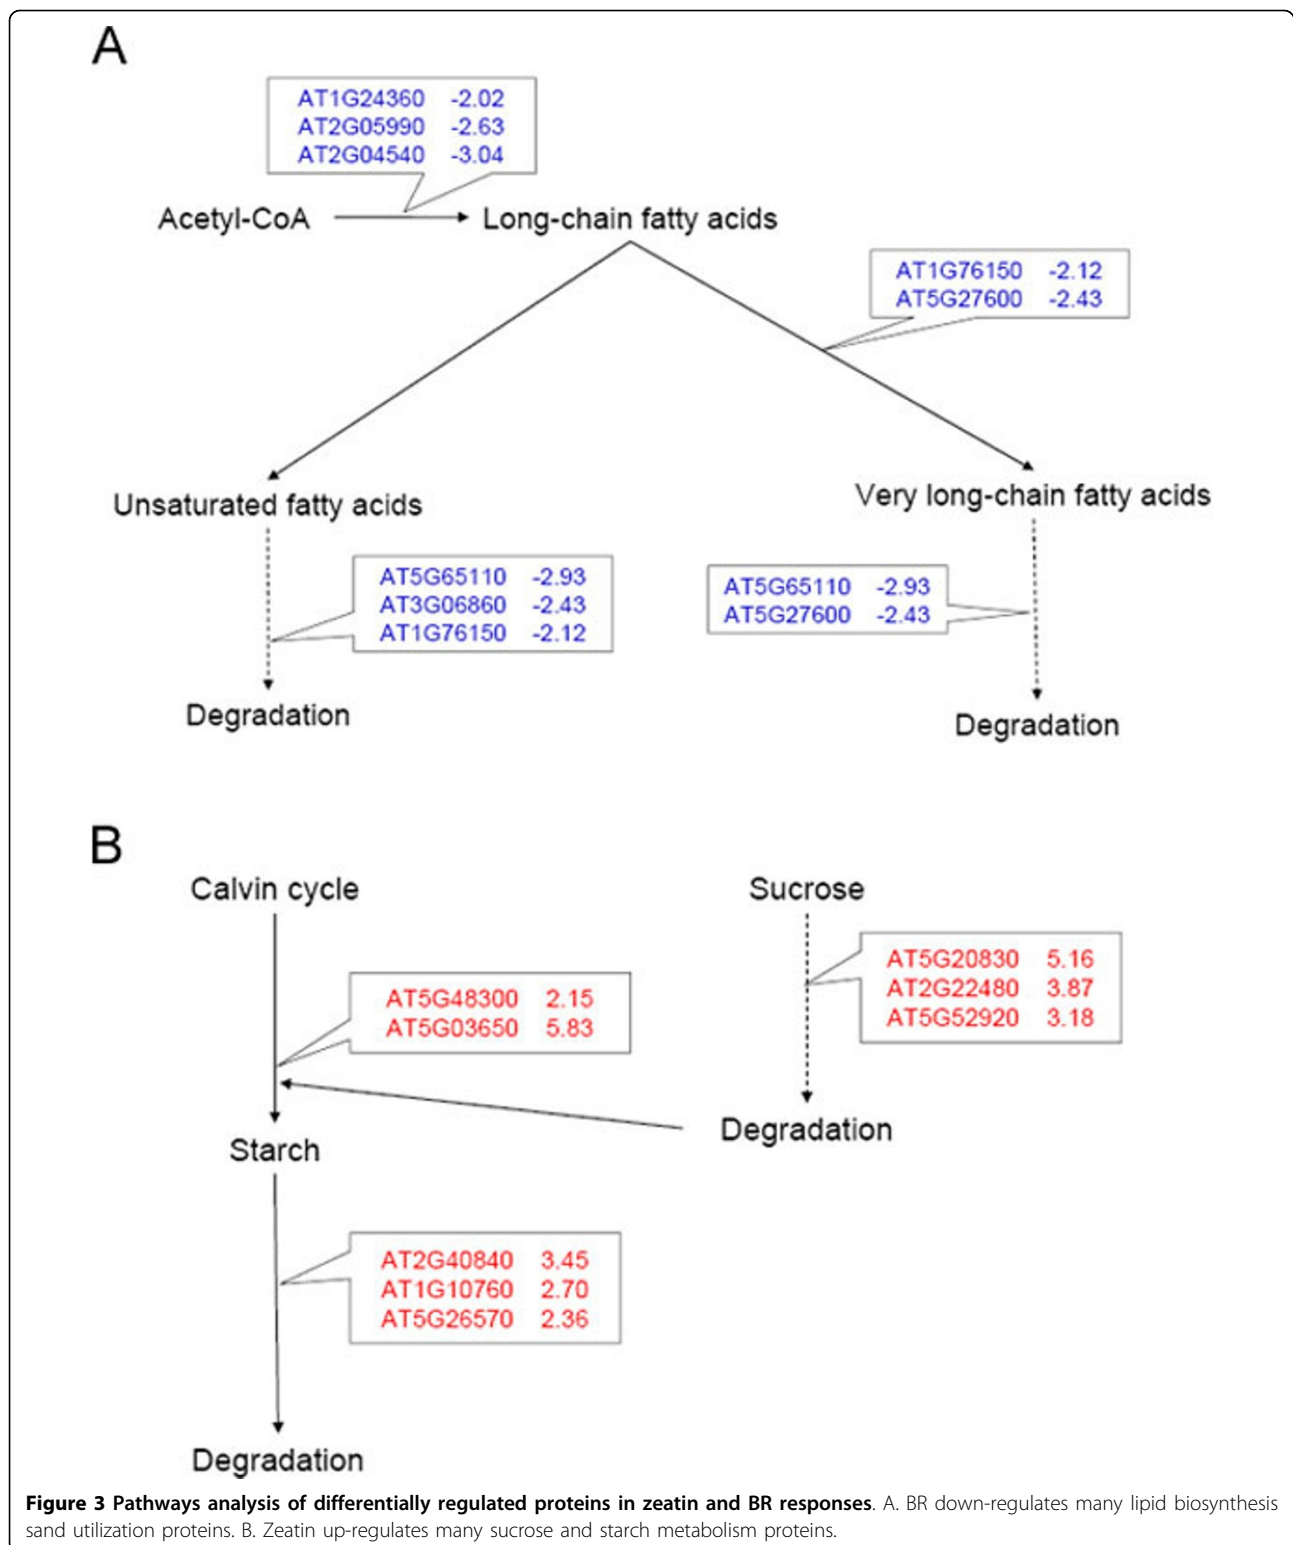 A
AT1G24360 -2.02
AT2G05990 -2.63
AT2G04540 -3.04
Acetyl-CoA Long-chain fatty acids
AT1G76150 -2.12
AT5G27600 -2.43
Unsaturated fatty acids
Very long-chain fatty acids
AT5G65110 -2.93
AT3G06860 -2.43
AT1G76150 -2.12
AT5G65110 -2.93
AT5G27600 -2.43
Degradation
Degradation
B
Calvin cycle
Sucrose
AT5G20830 5.16
AT2G22480 3.87
AT5G52920 3.18
AT5G48300 2.15
AT5G03650 5.83
Degradation
Starch
AT2G40840 3.45
AT1G10760 2.70
AT5G26570 2.36
Degradation
Figure 3 Pathways analysis of differentially regulated proteins in zeatin and BR responses. A. BR down-regulates many lipid biosynthesis
sand utilization proteins. B. Zeatin up-regulates many sucrose and starch metabolism proteins.